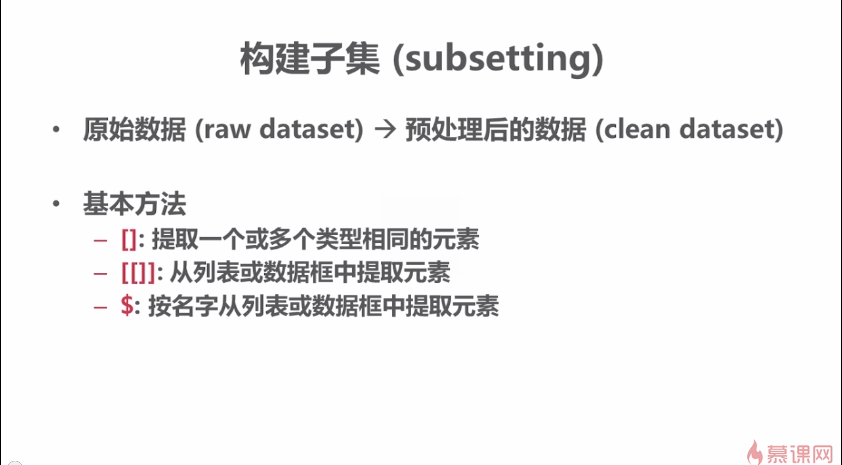 构建子集 (subsetting)
• 原始数据 (raw dataset) → 预处理后的数据 (clean dataset)
• 基本方法
– []: 提取一个或多个类型相同的元素
– [[]]: 从列表或数据框中提取元素
– $: 按名字从列表或数据框中提取元素
慕课网